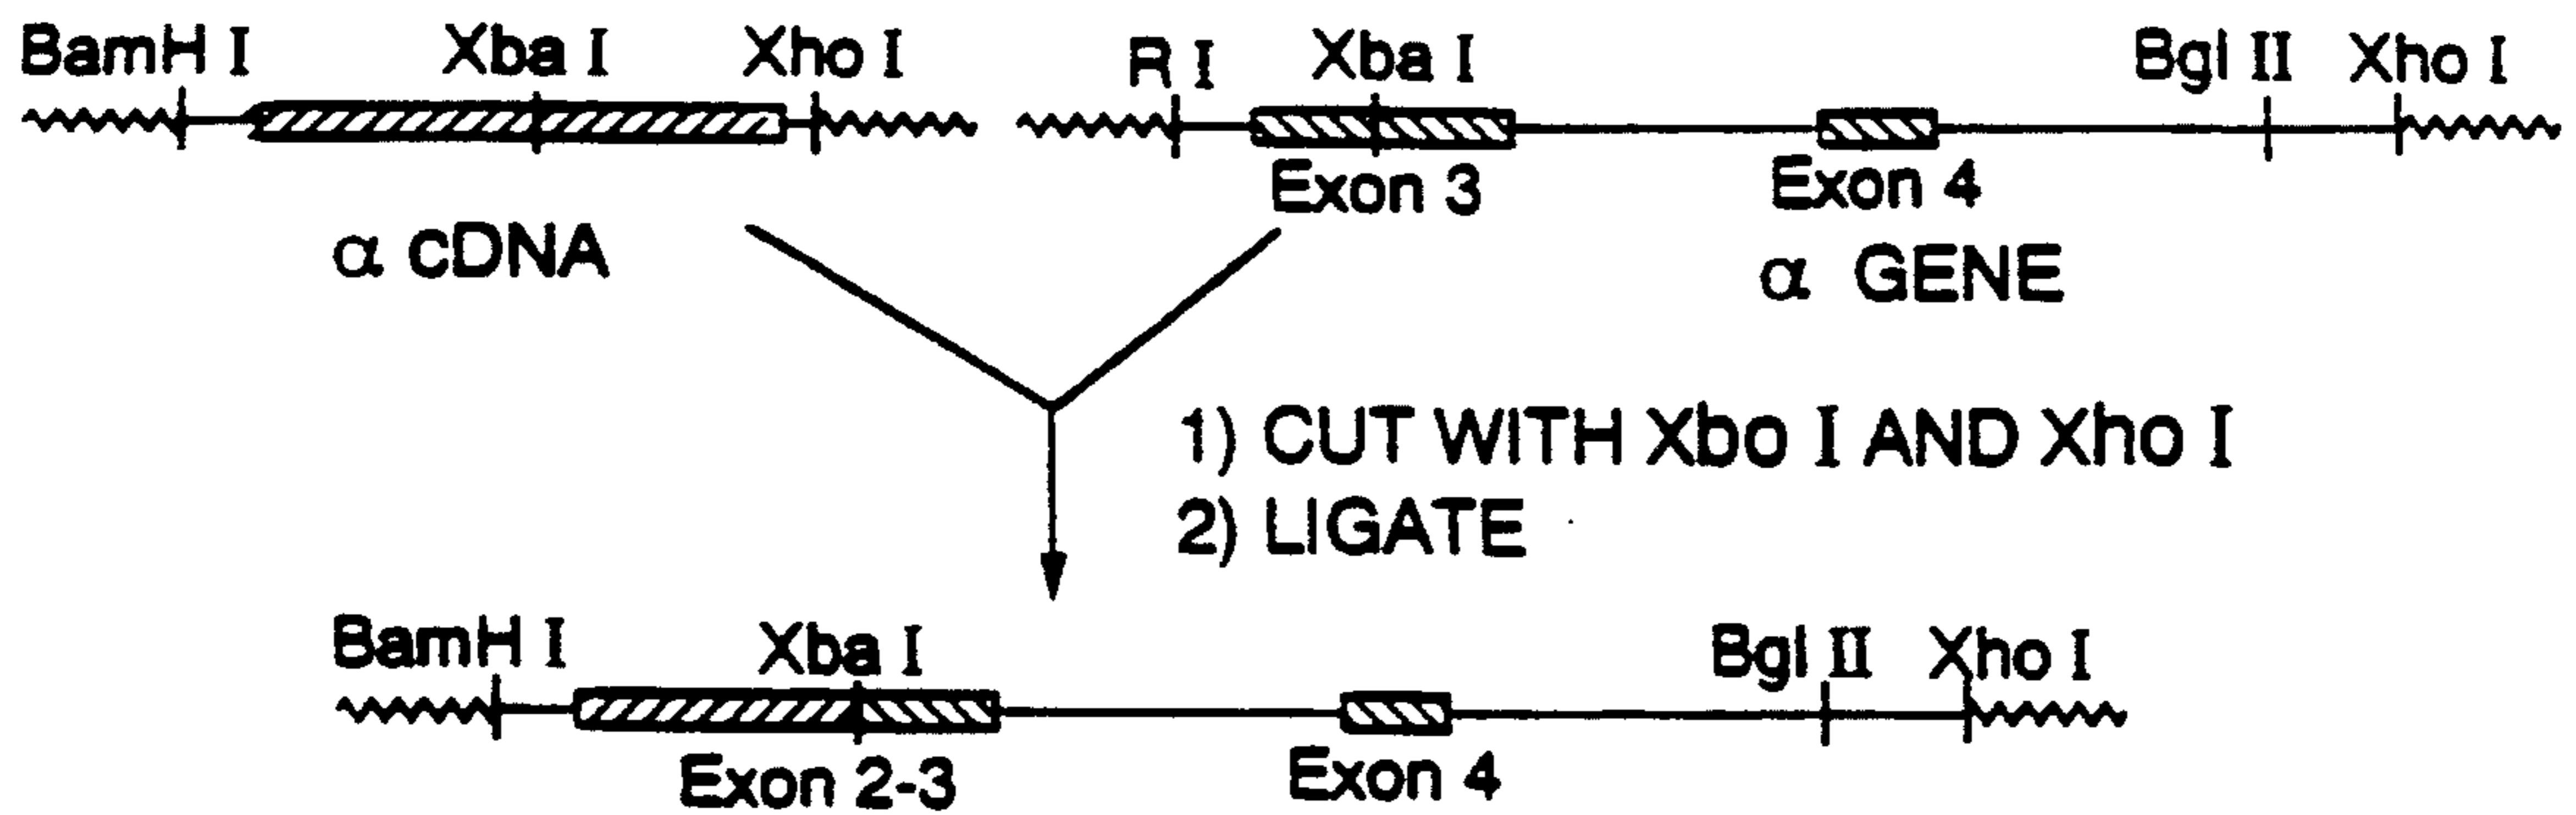 BamH I Xba I Xho I R I Xba I Bgl II Xho I
Exon 3 Exon 4
α cDNA α GENE
1) CUT WITH Xbo I AND Xho I
2) LIGATE
BamH I Xba I Bgl II Xho I
Exon 2-3 Exon 4